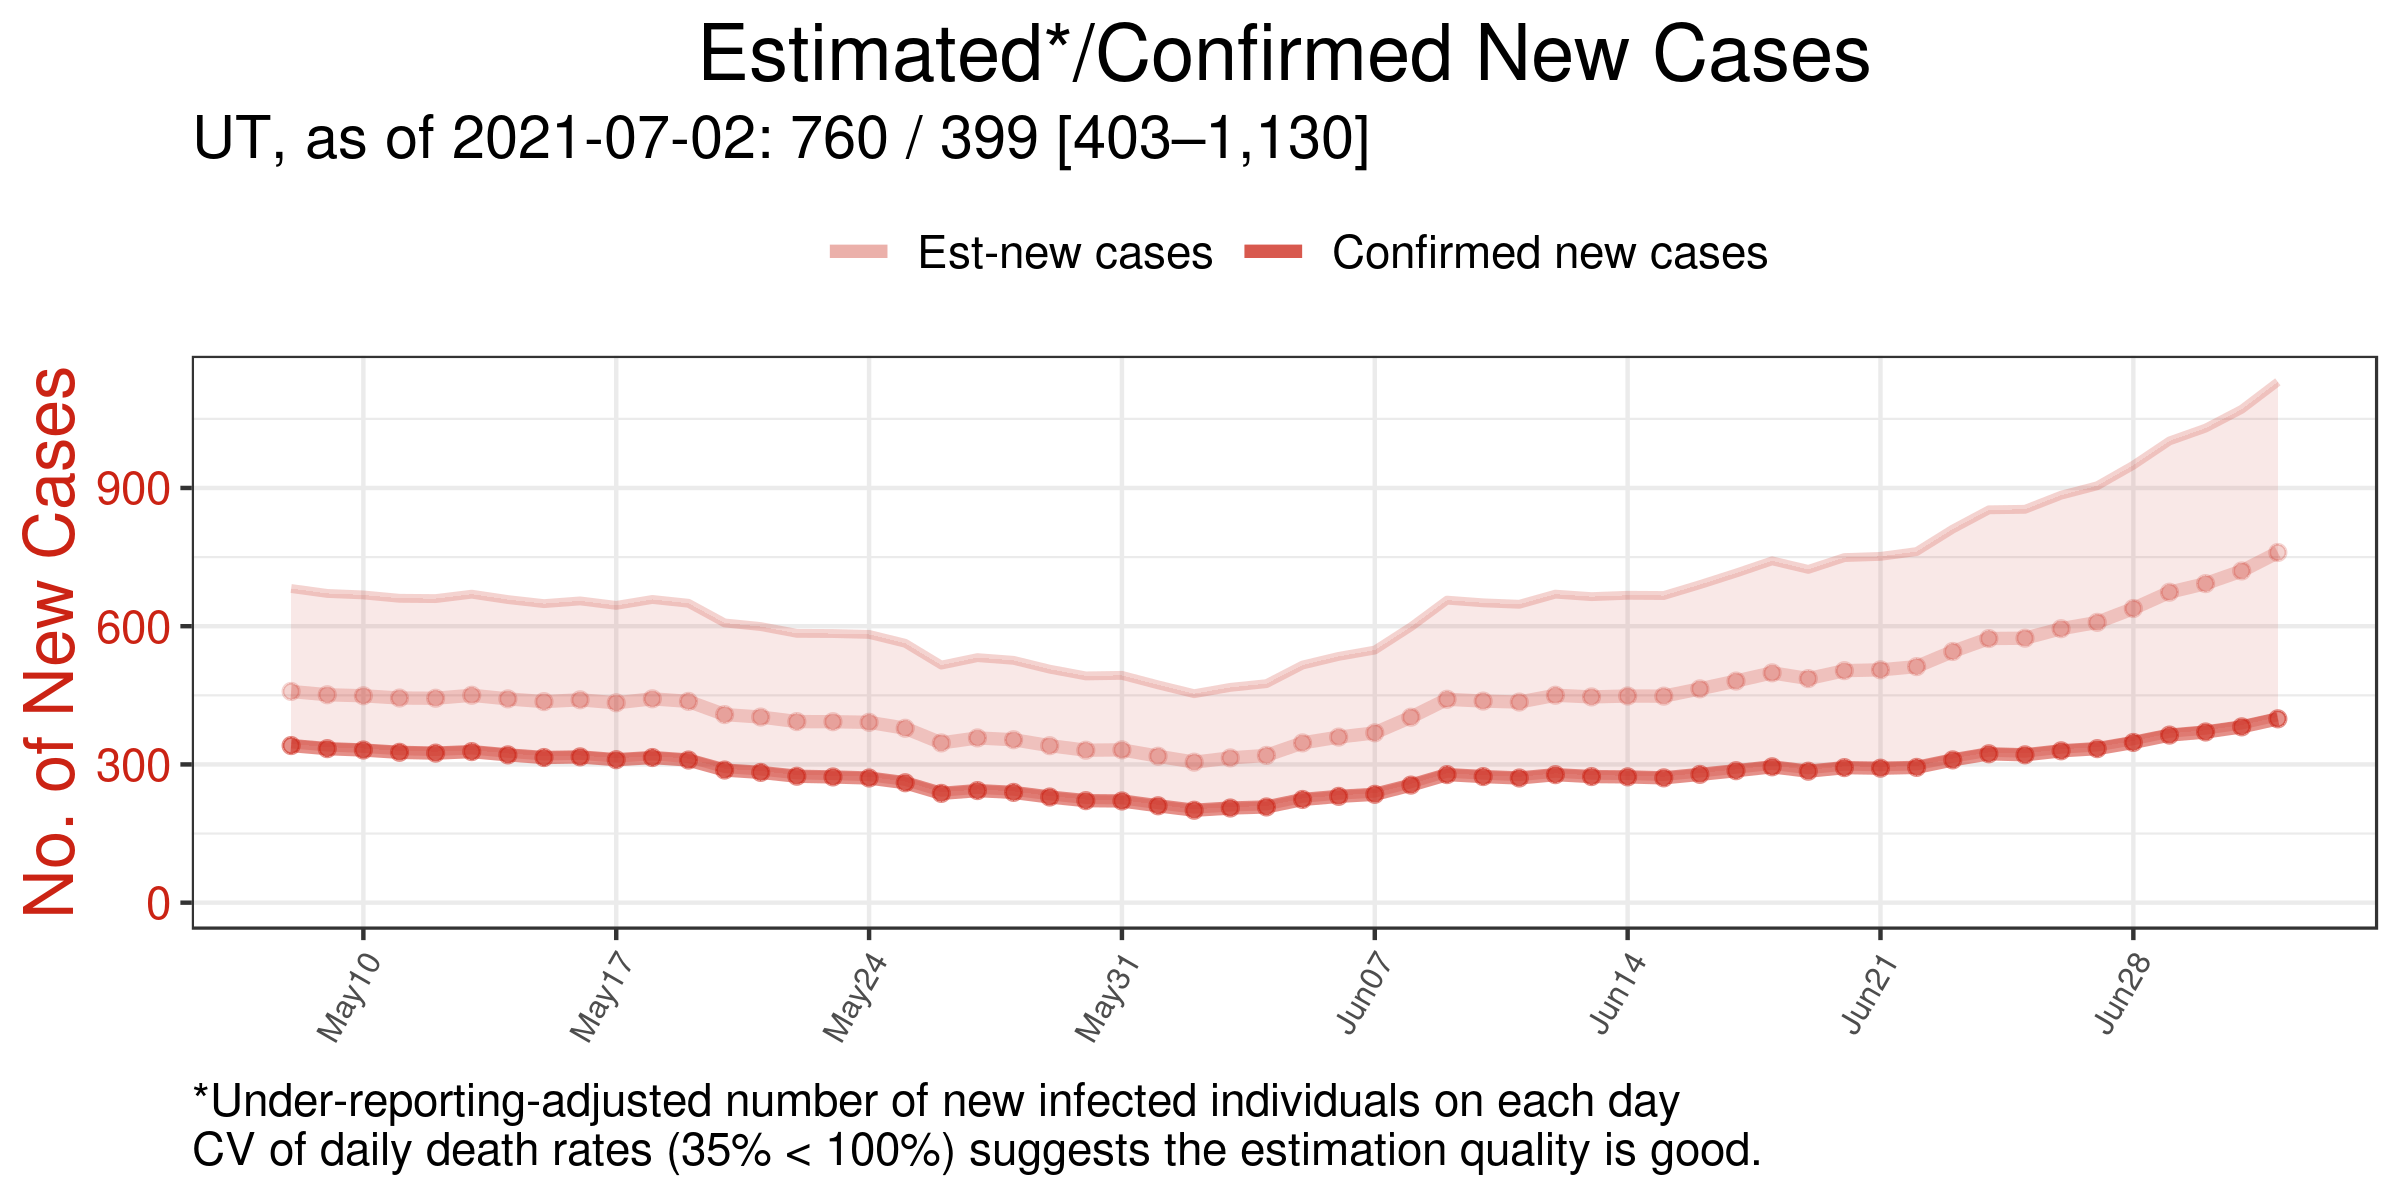 Estimated*/Confirmed New Cases
UT, as of 2021-07-02: 760 / 399 [403–1,130]
Est-new cases Confirmed new cases
No. of New Cases
900
600
300
0
May10 May17 May24 May31 Jun07 Jun14 Jun21 Jun28
*Under-reporting-adjusted number of new infected individuals on each day
CV of daily death rates (35% < 100%) suggests the estimation quality is good.